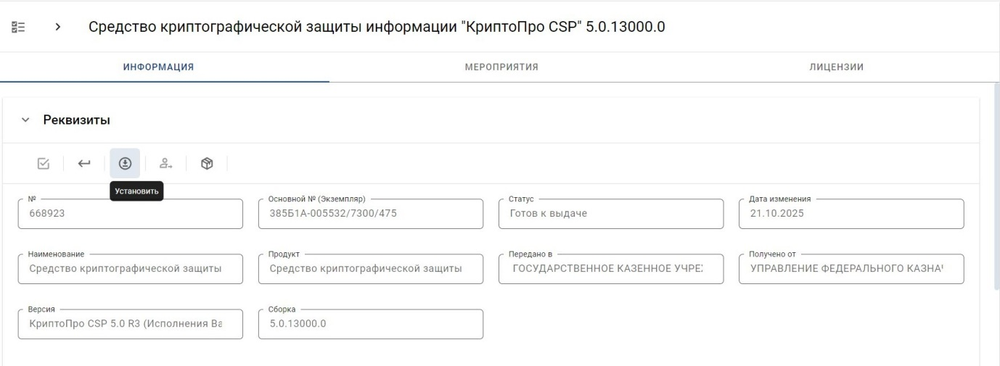 Средство криптографической защиты информации "КриптоПро CSP" 5.0.13000.0
ИНФОРМАЦИЯ МЕРОПРИЯТИЯ ЛИЦЕНЗИИ
Реквизиты
Установить
№ Основной № (Экземпляр) Статус Дата изменения
668923 385Б1А-005532/7300/475 Готов к выдаче 21.10.2025
Наименование Продукт Передано в Получено от
Средство криптографической защиты Средство криптографической защиты ГОСУДАРСТВЕННОЕ КАЗЕННОЕ УЧРЕ УПРАВЛЕНИЕ ФЕДЕРАЛЬНОГО КАЗНА
Версия Сборка
КриптоПро CSP 5.0 R3 (Исполнения Ва 5.0.13000.0